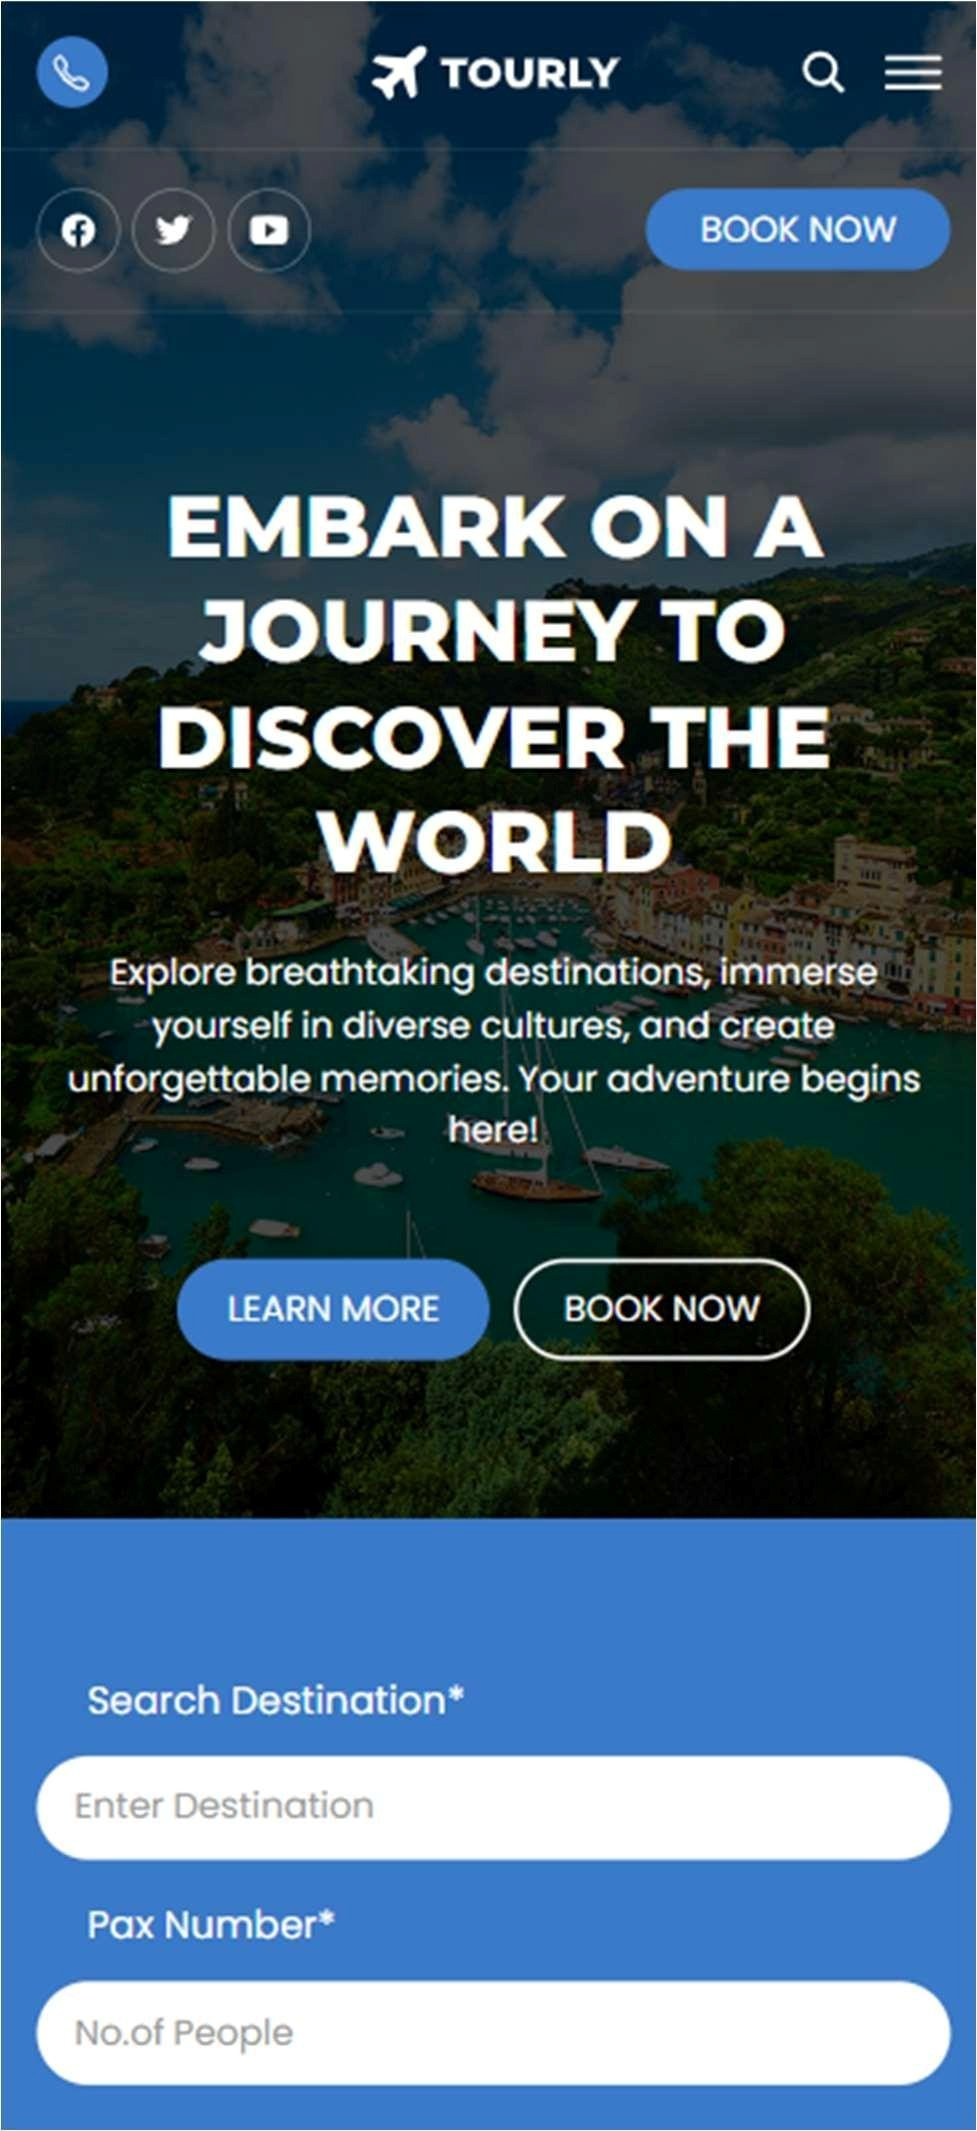 TOURLY
BOOK NOW
EMBARK ON A
JOURNEY TO
DISCOVER THE
WORLD
Explore breathtaking destinations, immerse
yourself in diverse cultures, and create
unforgettable memories. Your adventure begins
here!
LEARN MORE
BOOK NOW
Search Destination*
Enter Destination
Pax Number*
No.of People